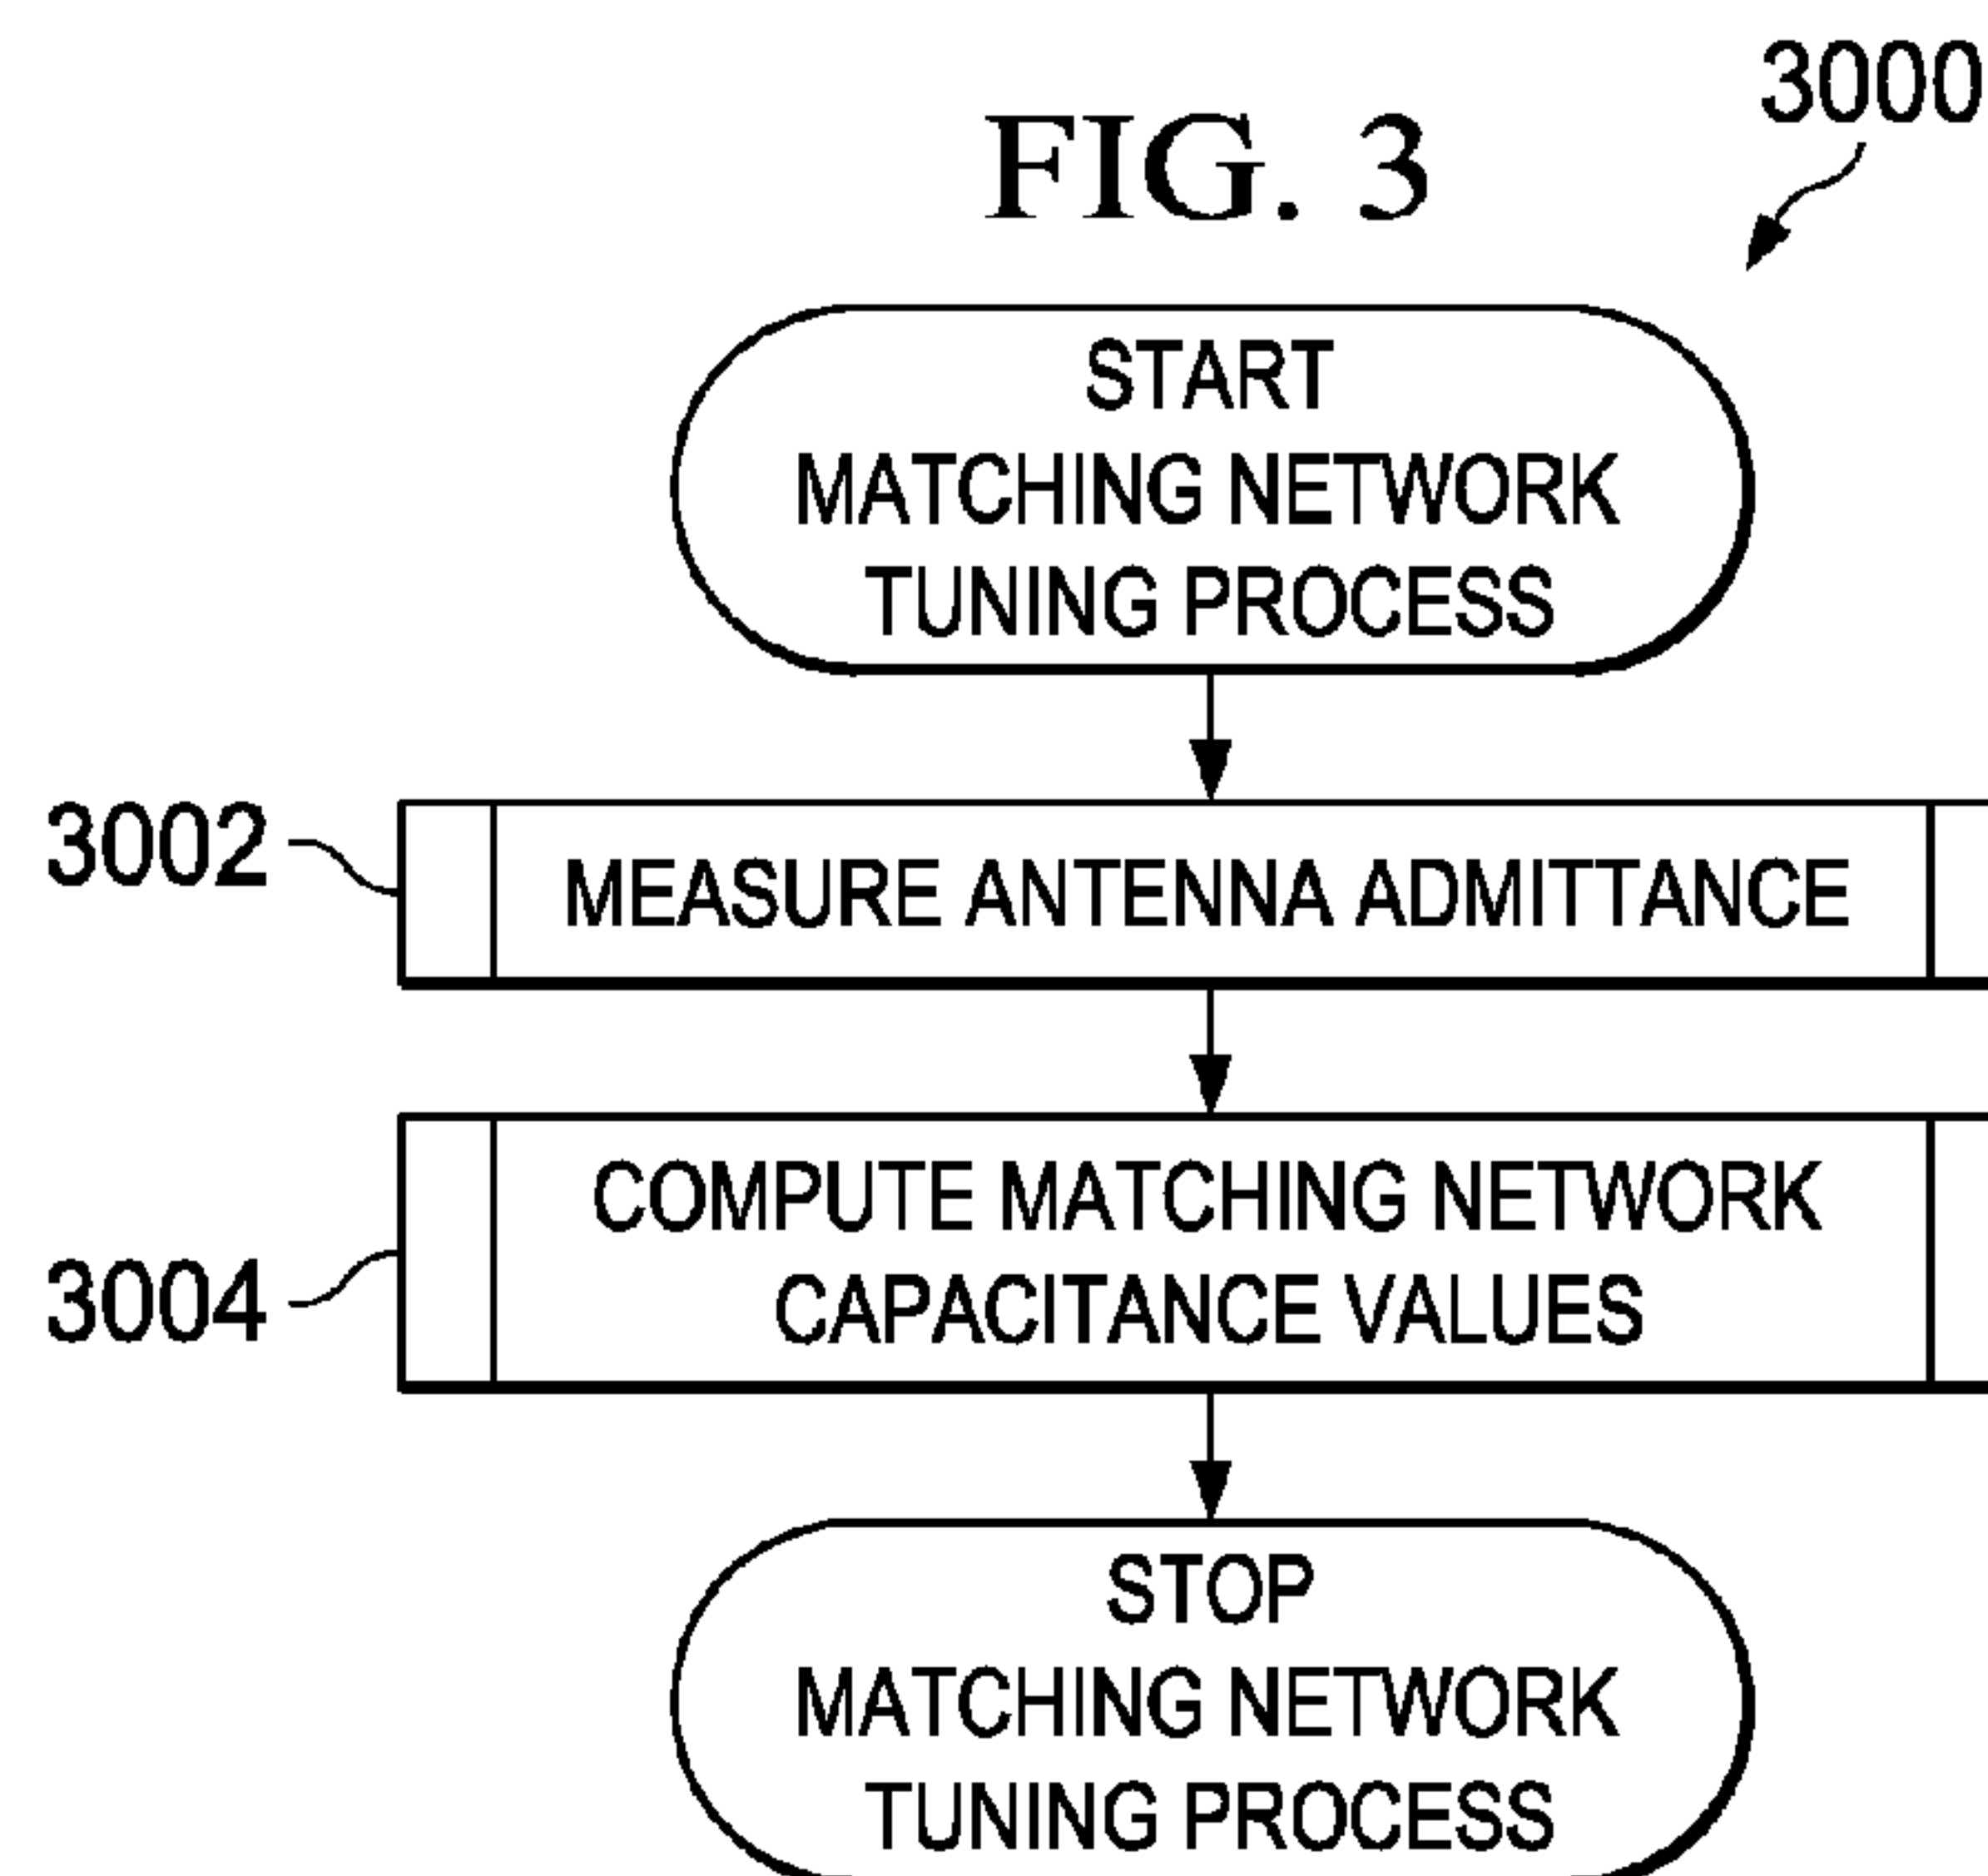 3000
FIG. 3
START
MATCHING NETWORK
TUNING PROCESS
3002
MEASURE ANTENNA ADMITTANCE
COMPUTE MATCHING NETWORK
CAPACITANCE VALUES
3004
STOP
MATCHING NETWORK
TUNING PROCESS